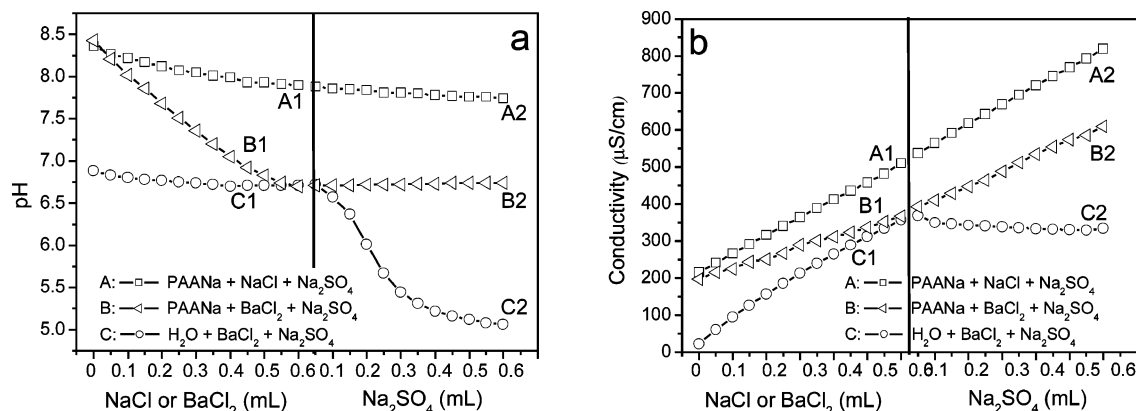 a
8.5
8.0
7.5
7.0
6.5
6.0
5.5
5.0
pH
A1
A2
B1
B2
C1
C2
A: PAANa + NaCl + Na₂SO₄
B: PAANa + BaCl₂ + Na₂SO₄
C: H₂O + BaCl₂ + Na₂SO₄
0 0.1 0.2 0.3 0.4 0.5 0.6 0.1 0.2 0.3 0.4 0.5 0.6
NaCl or BaCl₂ (mL) Na₂SO₄ (mL)
b
900
800
700
600
500
400
300
200
100
0
Conductivity (µS/cm)
A1
A2
B1
B2
C1
C2
A: PAANa + NaCl + Na₂SO₄
B: PAANa + BaCl₂ + Na₂SO₄
C: H₂O + BaCl₂ + Na₂SO₄
0 0.1 0.2 0.3 0.4 0.5 0.1 0.2 0.3 0.4 0.5 0.6
NaCl or BaCl₂ (mL) Na₂SO₄ (mL)